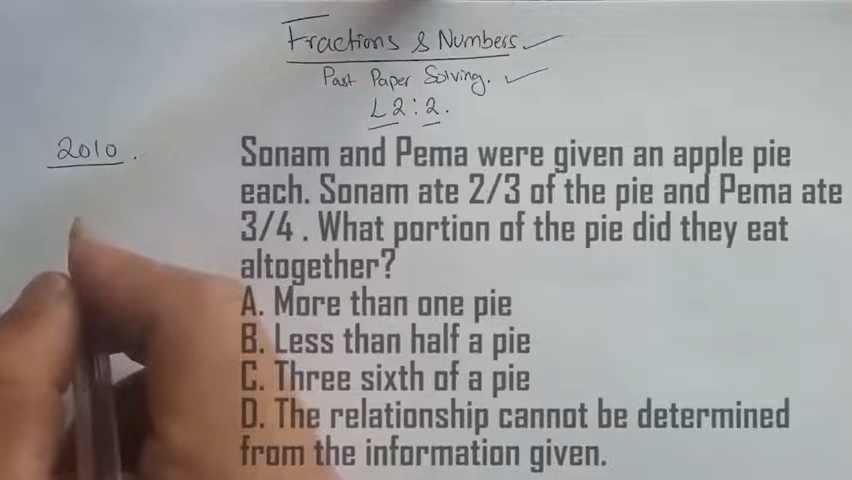 Fractions & Numbers
Past Paper Solving.
L2:2.
2010.
Sonam and Pema were given an apple pie
each. Sonam ate 2/3 of the pie and Pema ate
3/4 . What portion of the pie did they eat
altogether?
A. More than one pie
B. Less than half a pie
C. Three sixth of a pie
D. The relationship cannot be determined
from the information given.